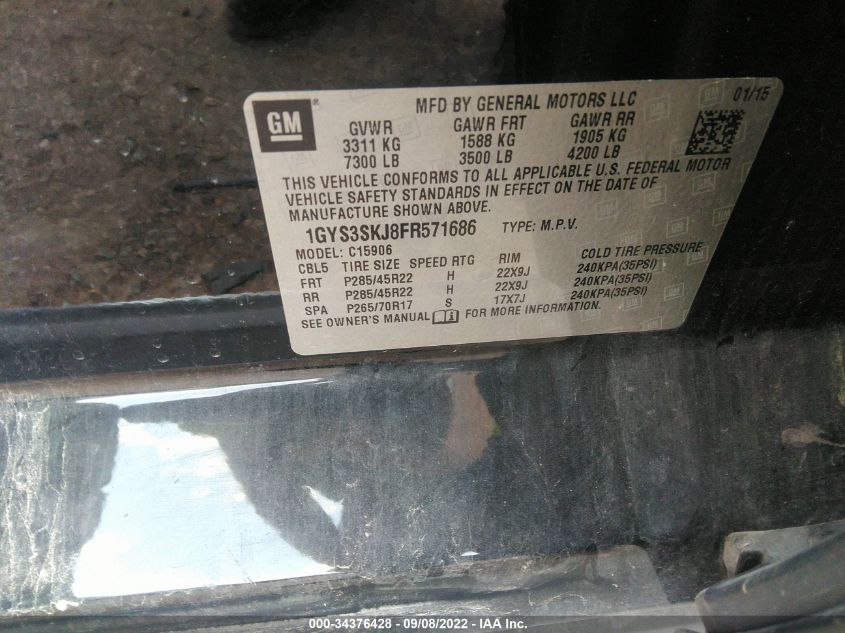 MFD BY GENERAL MOTORS LLC 01/15
GM ®
GVWR GAWR FRT GAWR RR
3311 KG 1588 KG 1905 KG
7300 LB 3500 LB 4200 LB
THIS VEHICLE CONFORMS TO ALL APPLICABLE U.S. FEDERAL MOTOR
VEHICLE SAFETY STANDARDS IN EFFECT ON THE DATE OF
MANUFACTURE SHOWN ABOVE.
1GYS3SKJ8FR571686 TYPE: M.P.V.
MODEL: C15906
CBL5 TIRE SIZE SPEED RTG RIM COLD TIRE PRESSURE
FRT P285/45R22 H 22X9J 240KPA(35PSI)
RR P285/45R22 H 22X9J 240KPA(35PSI)
SPA P265/70R17 S 17X7J 240KPA(35PSI)
SEE OWNER'S MANUAL FOR MORE INFORMATION.
000-34376428 - 09/08/2022 - IAA Inc.